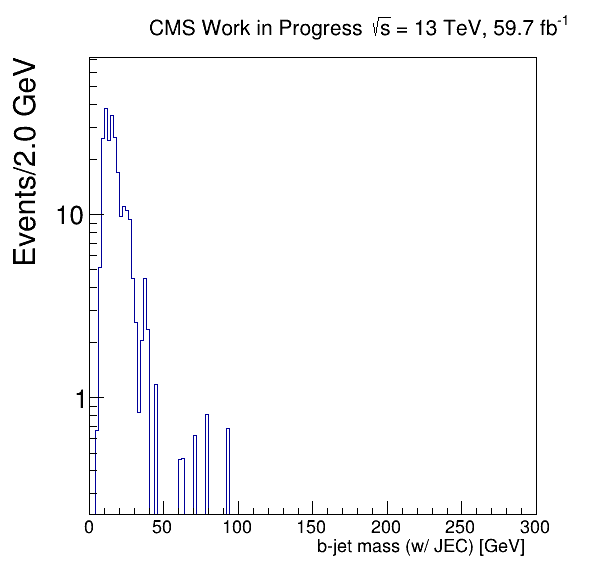 CMS Work in Progress √s = 13 TeV, 59.7 fb⁻¹
Events/2.0 GeV
10
1
0 50 100 150 200 250 300
b-jet mass (w/ JEC) [GeV]